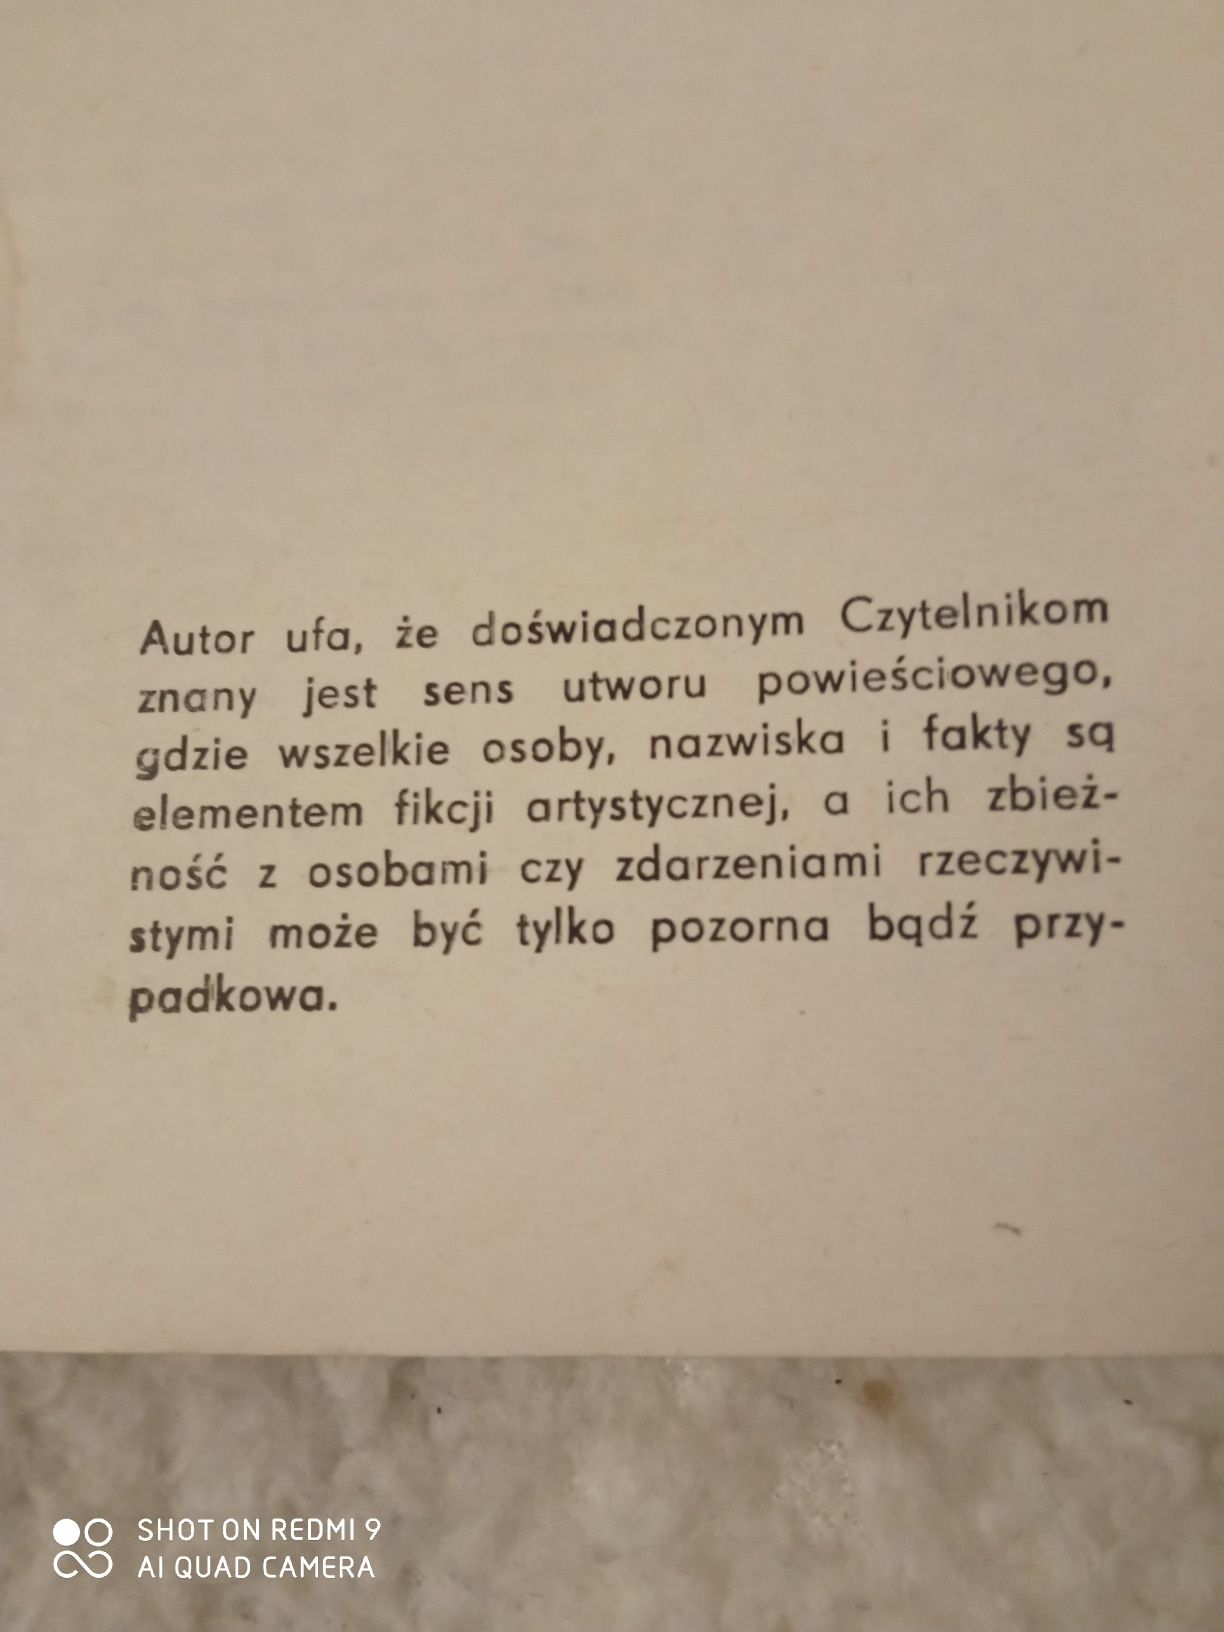 Autor ufa, że doświadczonym Czytelnikom
znany jest sens utworu powieściowego,
gdzie wszelkie osoby, nazwiska i fakty są
elementem fikcji artystycznej, a ich zbież-
ność z osobami czy zdarzeniami rzeczywi-
stymi może być tylko pozorna bądź przy-
padkowa.
SHOT ON REDMI 9
AI QUAD CAMERA